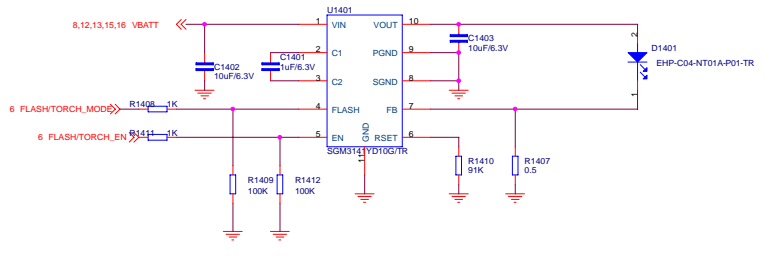 U1401
8,12,13,15,16 VBATT
1 VIN VOUT 10
C1403
10uF/6.3V
D1401
EHP-C04-NT01A-P01-TR
2
1
C1402
10uF/6.3V
C1401
1uF/6.3V
2 C1 PGND 9
3 C2 SGND 8
6 FLASH/TORCH_MODE R1408 1K
4 FLASH FB 7
6 FLASH/TORCH_EN R1411 1K
5 EN GND RSET 6
11
SGM3141YD10G/TR
R1409
100K
R1412
100K
R1410
91K
R1407
0.5